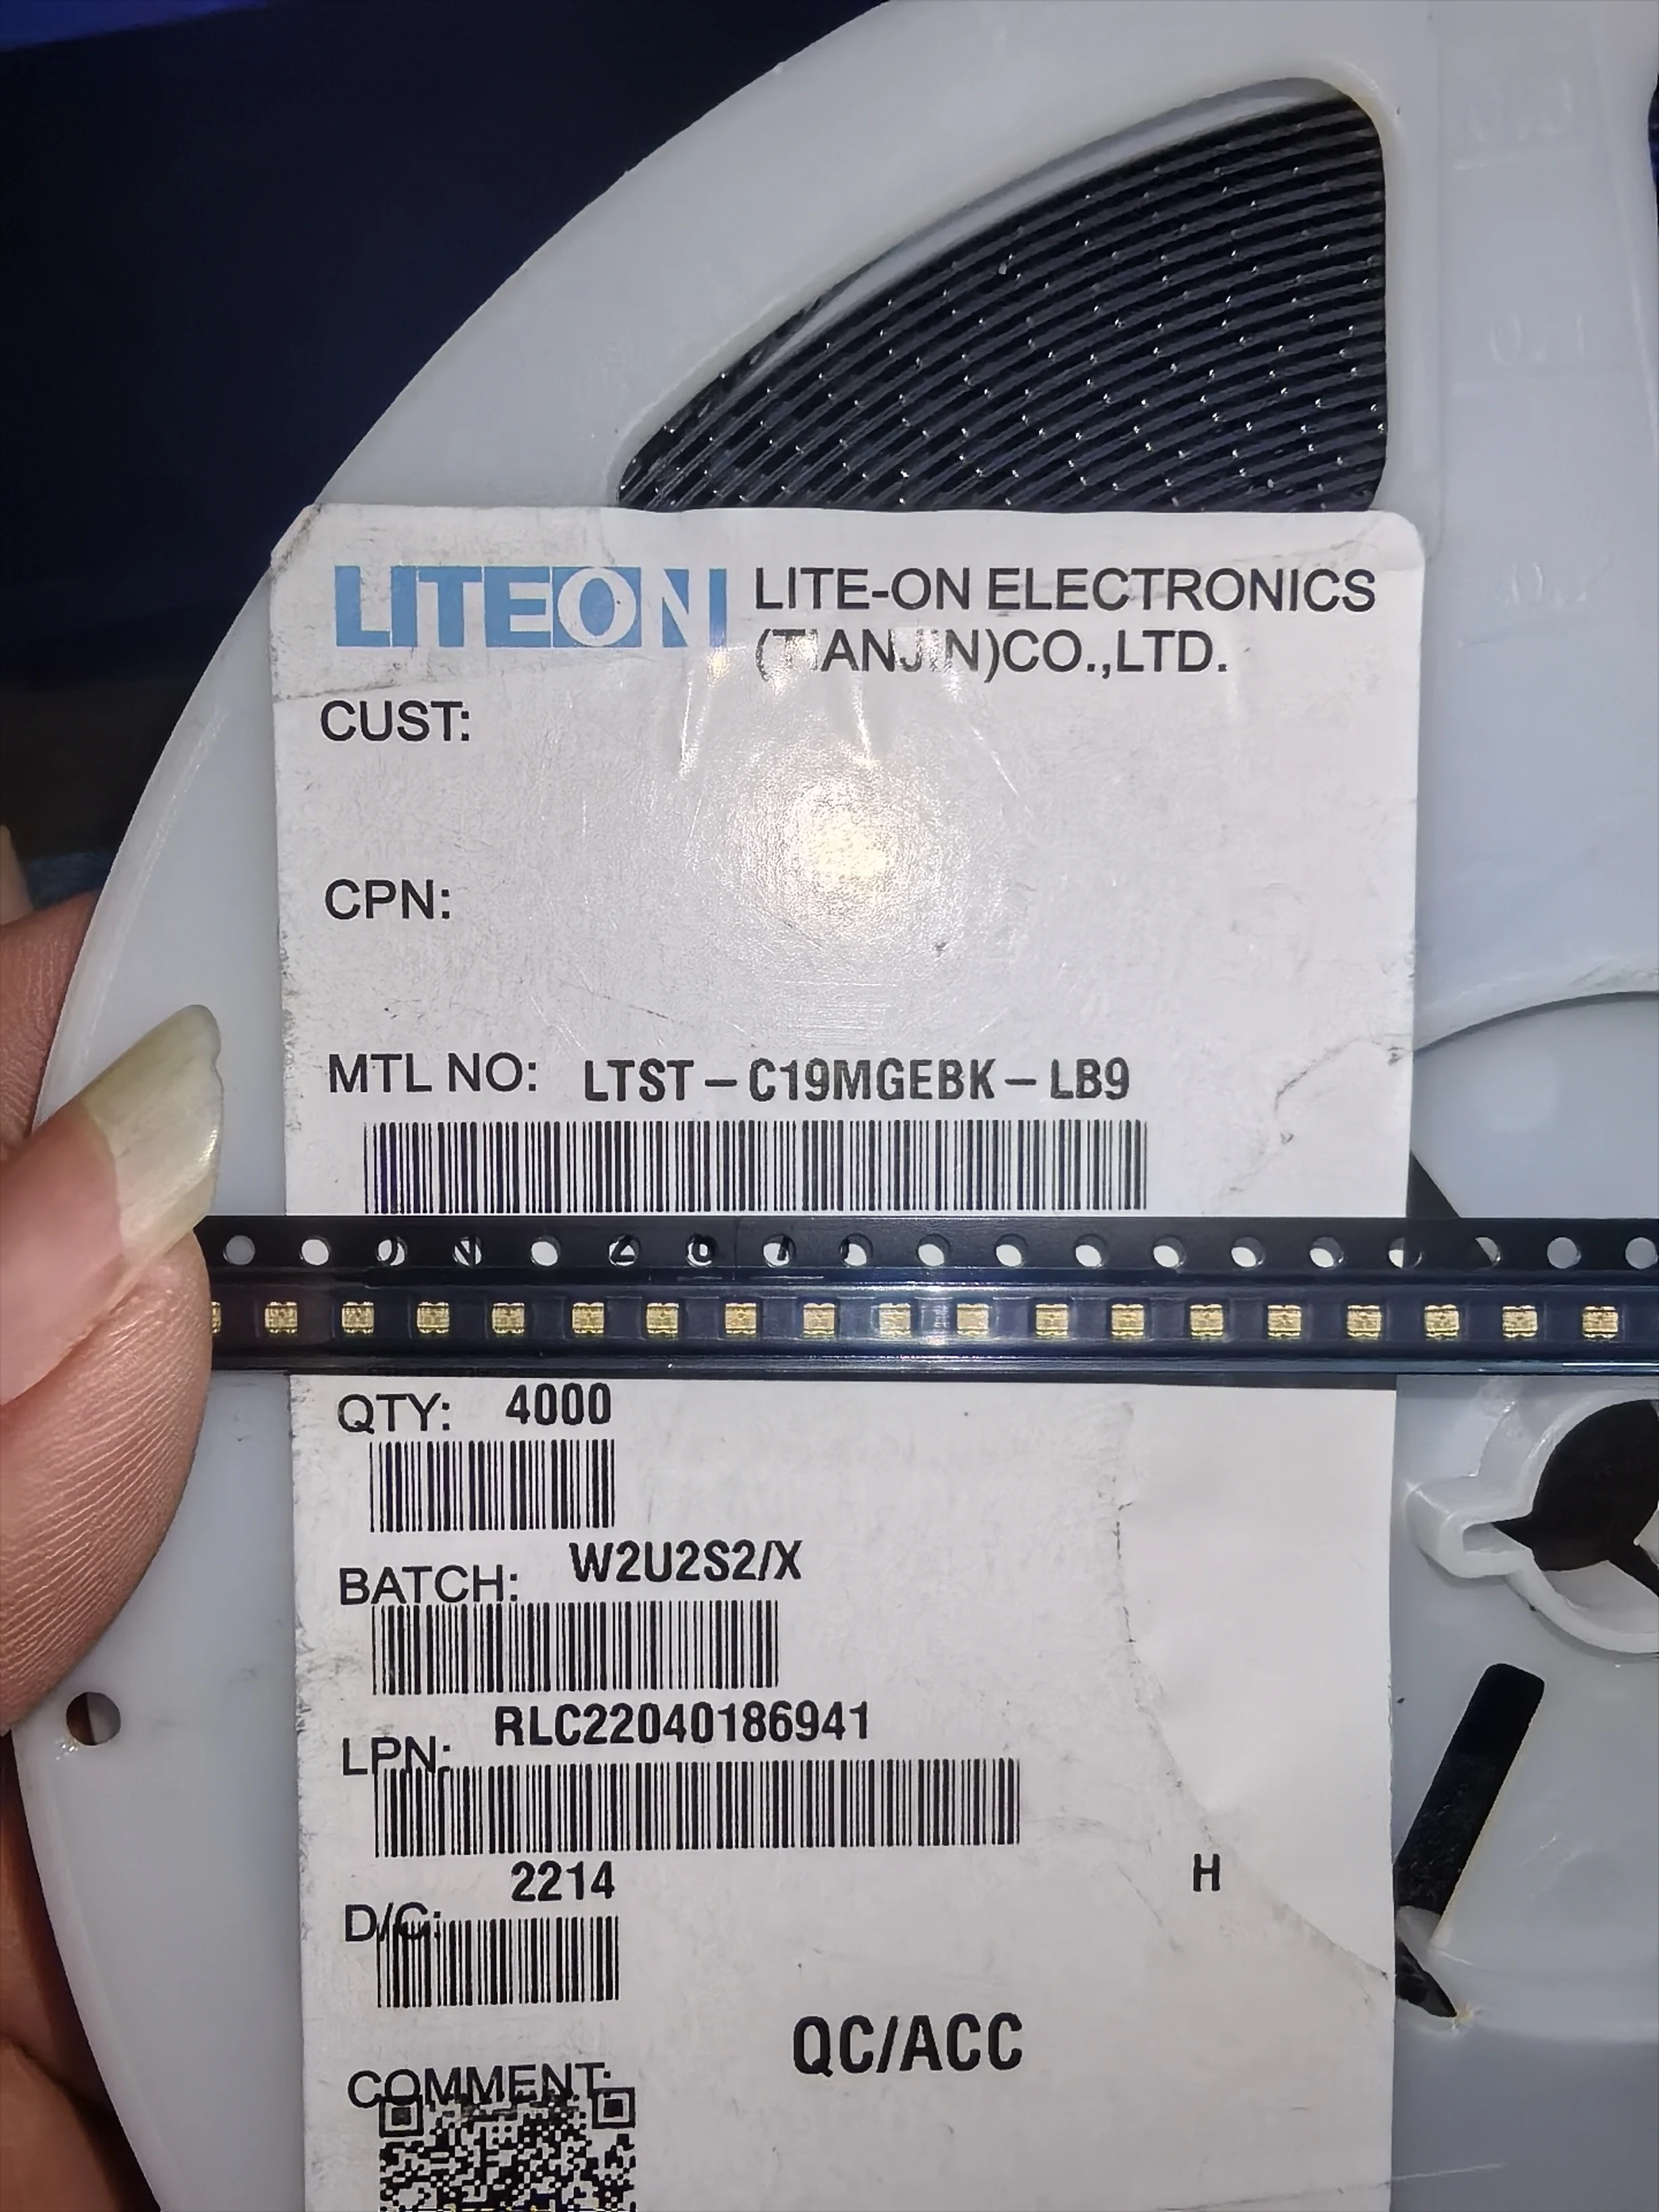 LITEON LITE-ON ELECTRONICS
(TIANJIN)CO.,LTD.
CUST:
CPN:
MTL NO: LTST-C19MGEBK-LB9
QTY: 4000
BATCH: W2U2S2/X
LPN: RLC22040186941
D/C: 2214
H
QC/ACC
COMMENT: